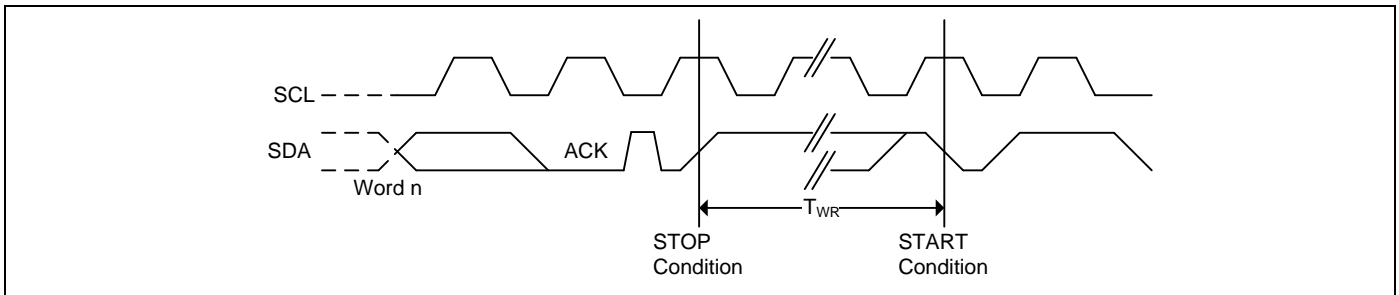 SCL
SDA
ACK
Word n
TWR
STOP
Condition
START
Condition